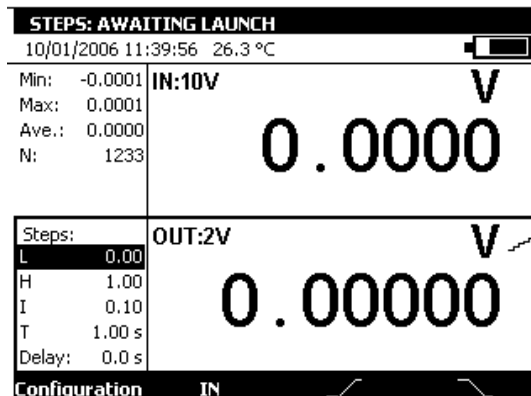 STEPS: AWAITING LAUNCH
10/01/2006 11:39:56 26.3 °C
Min: -0.0001
Max: 0.0001
Ave.: 0.0000
N: 1233
IN:10V
V
0.0000
Steps:
L 0.00
H 1.00
I 0.10
T 1.00 s
Delay: 0.0 s
OUT:2V
V
0.00000
Configuration IN